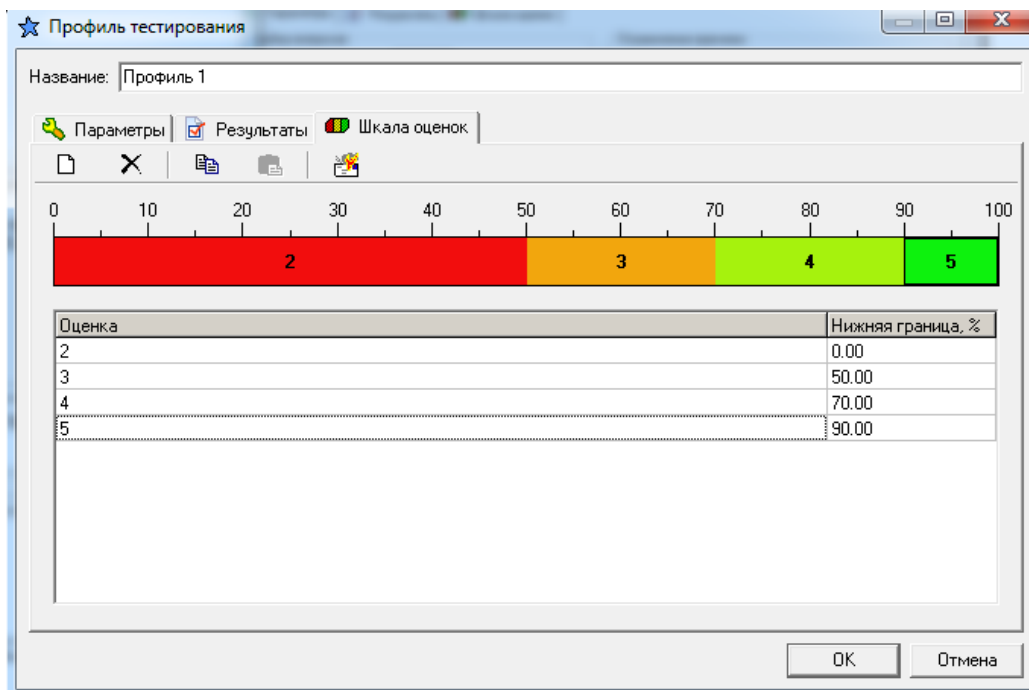 Профиль тестирования
Название: Профиль 1
Параметры Результаты Шкала оценок
0 10 20 30 40 50 60 70 80 90 100
2 3 4 5
Оценка Нижняя граница, %
2 0.00
3 50.00
4 70.00
5 90.00
OK Отмена